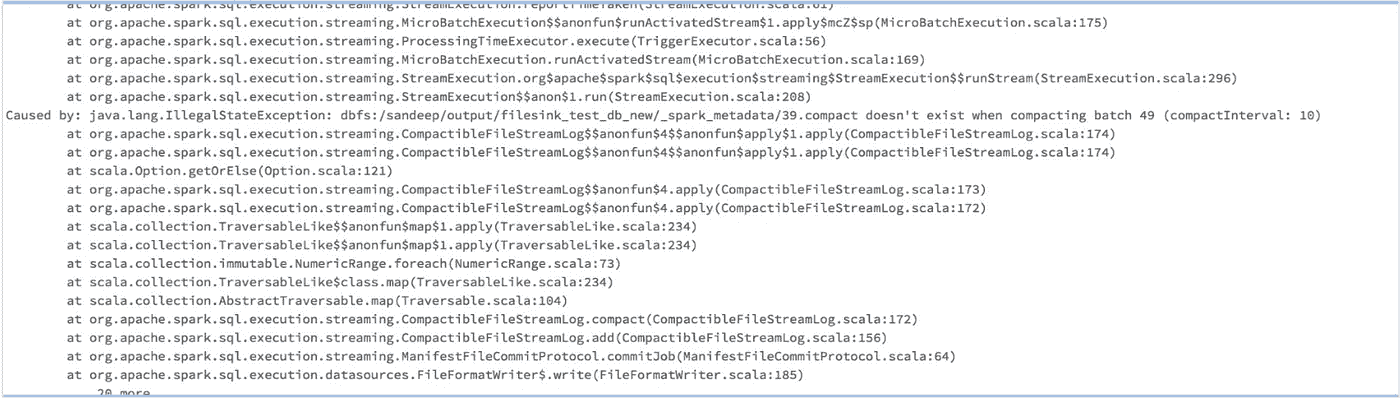 at org.apache.spark.sql.execution.streaming.StreamExecution.reportTimeTaken(StreamExecution.scala:61)
at org.apache.spark.sql.execution.streaming.MicroBatchExecution$$anonfun$runActivatedStream$1.apply$mcZ$sp(MicroBatchExecution.scala:175)
at org.apache.spark.sql.execution.streaming.ProcessingTimeExecutor.execute(TriggerExecutor.scala:56)
at org.apache.spark.sql.execution.streaming.MicroBatchExecution.runActivatedStream(MicroBatchExecution.scala:169)
at org.apache.spark.sql.execution.streaming.StreamExecution.org$apache$spark$sql$execution$streaming$StreamExecution$$runStream(StreamExecution.scala:296)
at org.apache.spark.sql.execution.streaming.StreamExecution$$anon$1.run(StreamExecution.scala:208)
Caused by: java.lang.IllegalStateException: dbfs:/sandeep/output/filesink_test_db_new/_spark_metadata/39.compact doesn't exist when compacting batch 49 (compactInterval: 10)
at org.apache.spark.sql.execution.streaming.CompactibleFileStreamLog$$anonfun$4$$anonfun$apply$1.apply(CompactibleFileStreamLog.scala:174)
at org.apache.spark.sql.execution.streaming.CompactibleFileStreamLog$$anonfun$4$$anonfun$apply$1.apply(CompactibleFileStreamLog.scala:174)
at scala.Option.getOrElse(Option.scala:121)
at org.apache.spark.sql.execution.streaming.CompactibleFileStreamLog$$anonfun$4.apply(CompactibleFileStreamLog.scala:173)
at org.apache.spark.sql.execution.streaming.CompactibleFileStreamLog$$anonfun$4.apply(CompactibleFileStreamLog.scala:172)
at scala.collection.TraversableLike$$anonfun$map$1.apply(TraversableLike.scala:234)
at scala.collection.TraversableLike$$anonfun$map$1.apply(TraversableLike.scala:234)
at scala.collection.immutable.NumericRange.foreach(NumericRange.scala:73)
at scala.collection.TraversableLike$class.map(TraversableLike.scala:234)
at scala.collection.AbstractTraversable.map(Traversable.scala:104)
at org.apache.spark.sql.execution.streaming.CompactibleFileStreamLog.compact(CompactibleFileStreamLog.scala:172)
at org.apache.spark.sql.execution.streaming.CompactibleFileStreamLog.add(CompactibleFileStreamLog.scala:156)
at org.apache.spark.sql.execution.streaming.ManifestFileCommitProtocol.commitJob(ManifestFileCommitProtocol.scala:64)
at org.apache.spark.sql.execution.datasources.FileFormatWriter$.write(FileFormatWriter.scala:185)
20 more